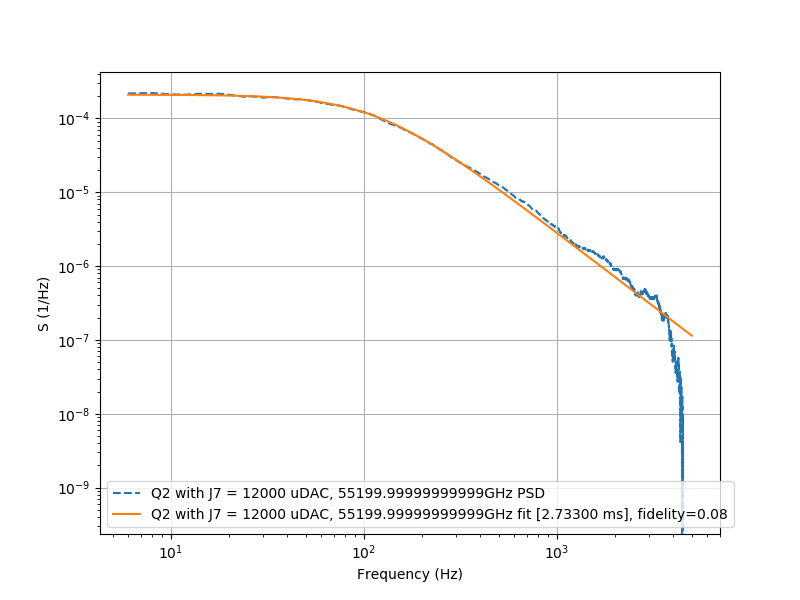 S (1/Hz)
10⁻⁴
10⁻⁵
10⁻⁶
10⁻⁷
10⁻⁸
10⁻⁹
Q2 with J7 = 12000 uDAC, 55199.99999999999GHz PSD
Q2 with J7 = 12000 uDAC, 55199.99999999999GHz fit [2.73300 ms], fidelity=0.08
10¹ 10² 10³
Frequency (Hz)